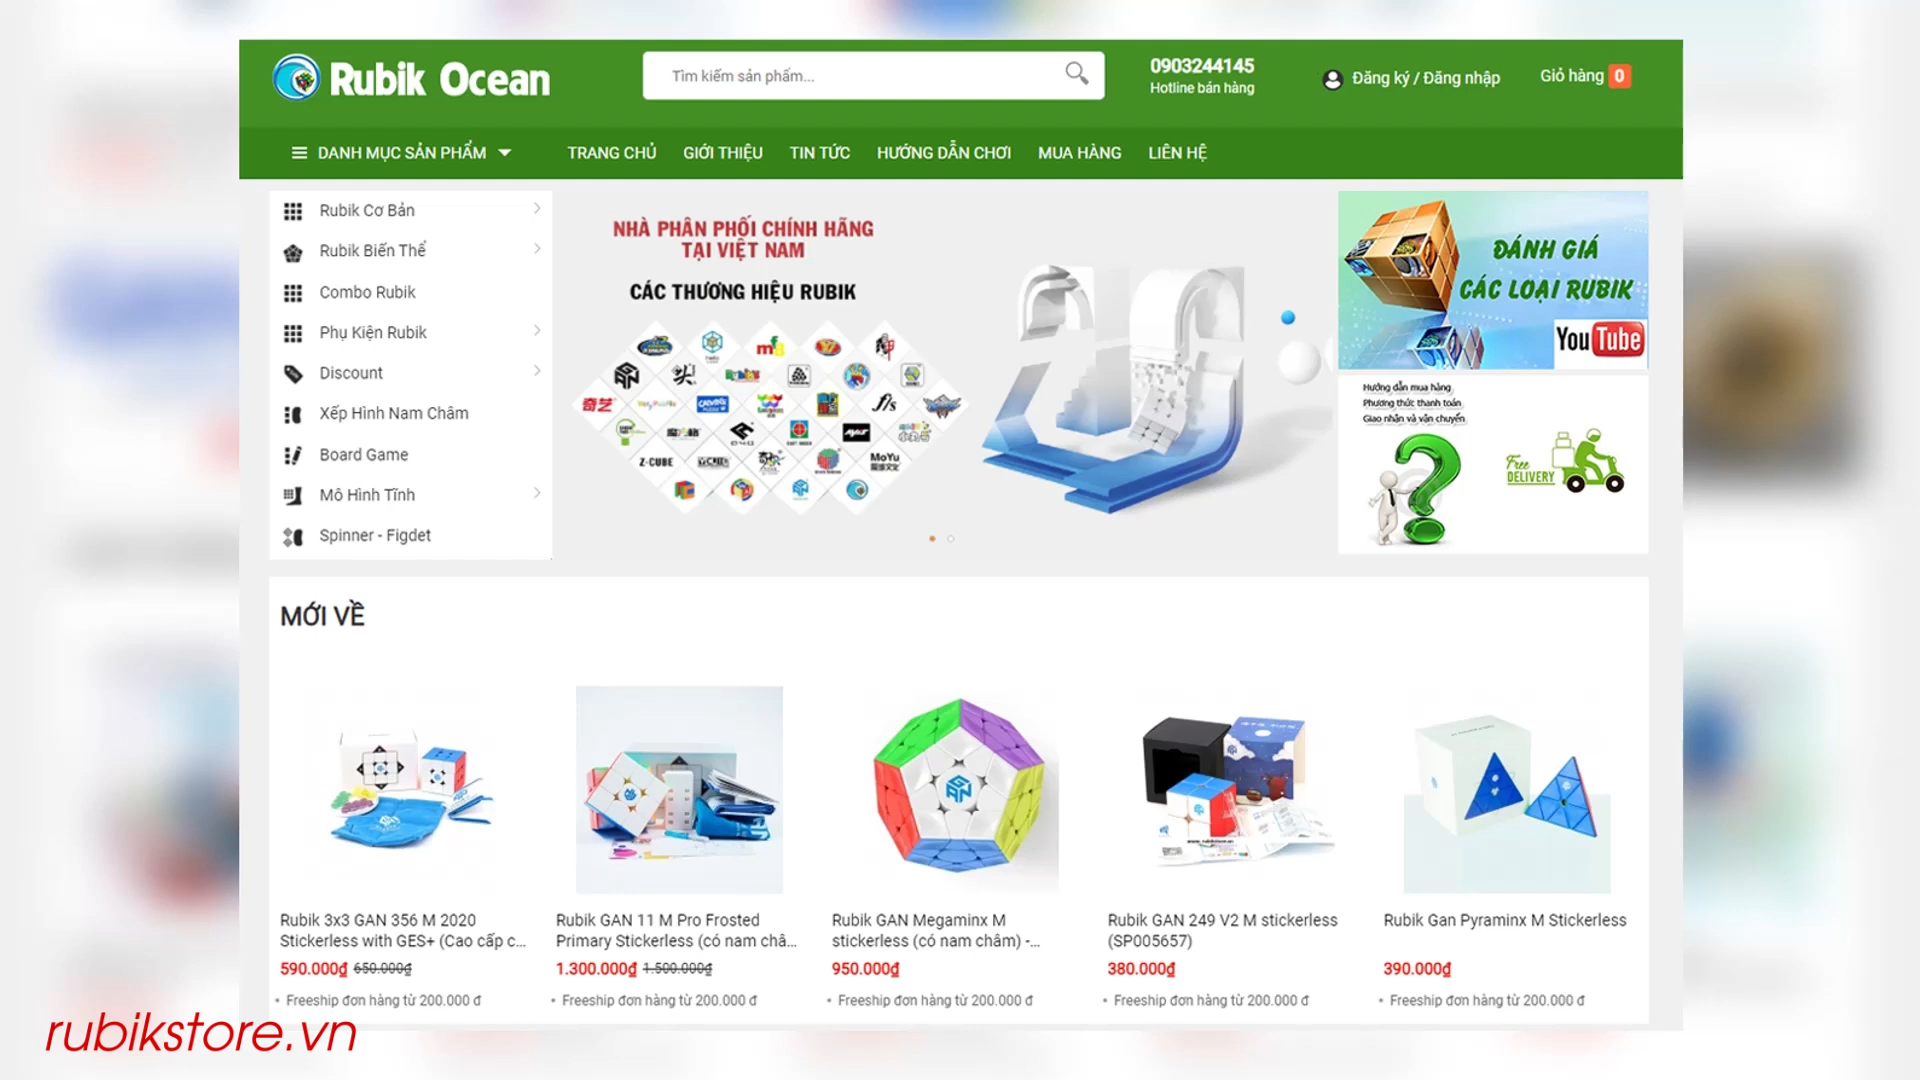 Rubik Ocean
Tìm kiếm sản phẩm...
0903244145
Hotline bán hàng
Đăng ký / Đăng nhập
Giỏ hàng 0
DANH MỤC SẢN PHẨM
TRANG CHỦ
GIỚI THIỆU
TIN TỨC
HƯỚNG DẪN CHƠI
MUA HÀNG
LIÊN HỆ
Rubik Cơ Bản
Rubik Biến Thể
Combo Rubik
Phụ Kiện Rubik
Discount
Xếp Hình Nam Châm
Board Game
Mô Hình Tĩnh
Spinner - Figdet
NHÀ PHÂN PHỐI CHÍNH HÃNG
TẠI VIỆT NAM
CÁC THƯƠNG HIỆU RUBIK
mf8
GAN
Rubik's
奇艺
CALVIN'S
f/s
Z-CUBE
MoYu
ĐÁNH GIÁ
CÁC LOẠI RUBIK
YouTube
Hướng dẫn mua hàng
Phương thức thanh toán
Giao nhận và vận chuyển
Free
DELIVERY
MỚI VỀ
GAN
Rubik 3x3 GAN 356 M 2020
Stickerless with GES+ (Cao cấp c...
590.000₫ 650.000₫
Freeship đơn hàng từ 200.000 đ
Rubik GAN 11 M Pro Frosted
Primary Stickerless (có nam châ...
1.300.000₫ 1.500.000₫
Freeship đơn hàng từ 200.000 đ
Rubik GAN Megaminx M
stickerless (có nam châm) -...
950.000₫
Freeship đơn hàng từ 200.000 đ
Rubik GAN 249 V2 M stickerless
(SP005657)
380.000₫
Freeship đơn hàng từ 200.000 đ
Rubik Gan Pyraminx M Stickerless
390.000₫
Freeship đơn hàng từ 200.000 đ
rubikstore.vn